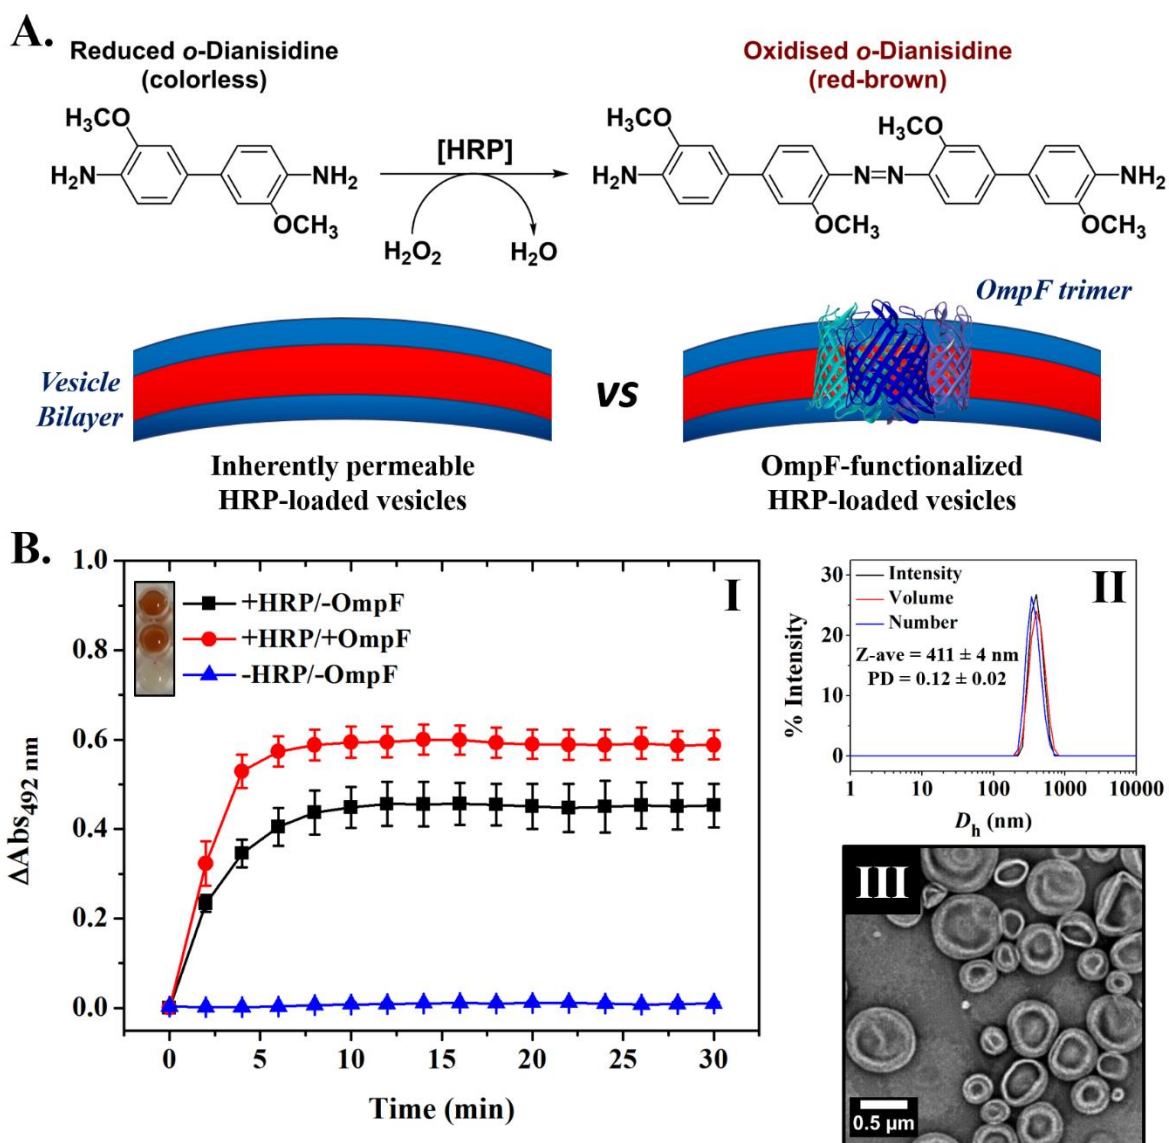 A.
Reduced o-Dianisidine
(colorless)
Oxidised o-Dianisidine
(red-brown)
H₃CO
H₂N
NH₂
OCH₃
[HRP]
H₂O₂
H₂O
H₃CO
H₃CO
H₂N
N=N
NH₂
OCH₃
OCH₃
OmpF trimer
Vesicle
Bilayer
vs
Inherently permeable
HRP-loaded vesicles
OmpF-functionalized
HRP-loaded vesicles
B.
I
+HRP/-OmpF
+HRP/+OmpF
-HRP/-OmpF
1.0
0.8
0.6
0.4
0.2
0.0
ΔAbs₄₉₂ ₙₘ
0 5 10 15 20 25 30
Time (min)
II
Intensity
Volume
Number
Z-ave = 411 ± 4 nm
PD = 0.12 ± 0.02
30
20
10
0
% Intensity
1 10 100 1000 10000
Dₕ (nm)
III
0.5 µm